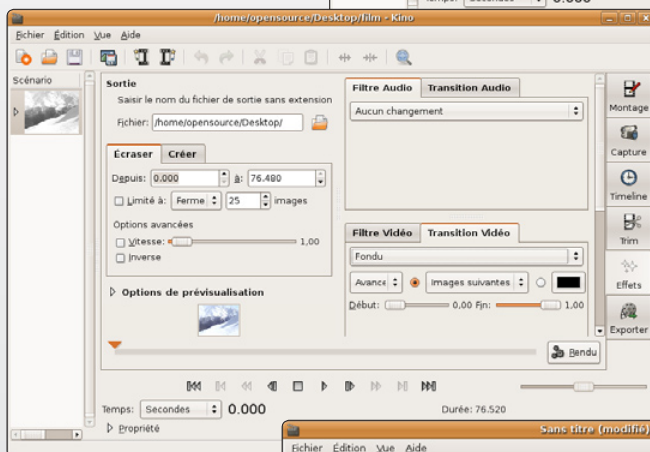 Temps: Secondes 0.000
/home/opensource/Desktop/film - Kino
Fichier Édition Vue Aide
Scénario
Sortie
Saisir le nom du fichier de sortie sans extension
Fichier: /home/opensource/Desktop/
Écraser Créer
Depuis: 0.000 à: 76.480
Limité à: Ferme 25 images
Options avancées
Vitesse: 1,00
Inverse
Options de prévisualisation
Filtre Audio Transition Audio
Aucun changement
Filtre Vidéo Transition Vidéo
Fondu
Avance Images suivantes
Début: 0,00 Fin: 1,00
Rendu
Montage
Capture
Timeline
Trim
Effets
Exporter
Temps: Secondes 0.000
Durée: 76.520
Propriété
Sans titre (modifié)
Fichier Édition Vue Aide